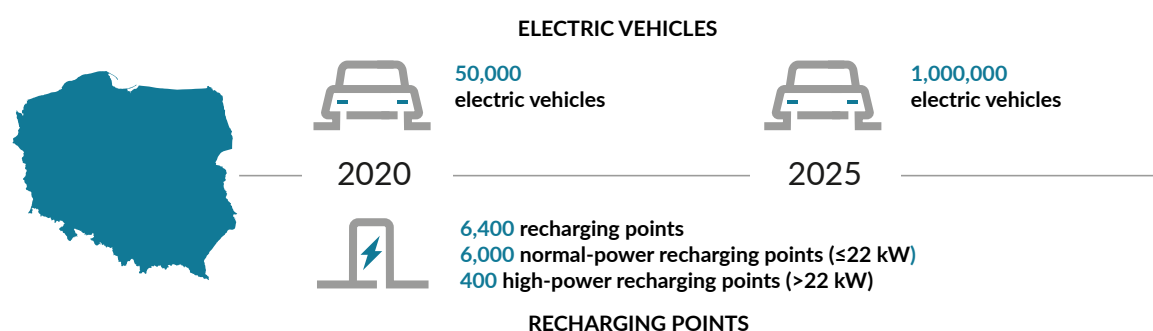 ELECTRIC VEHICLES
50,000
electric vehicles
1,000,000
electric vehicles
2020
2025
6,400 recharging points
6,000 normal-power recharging points (≤22 kW)
400 high-power recharging points (>22 kW)
RECHARGING POINTS